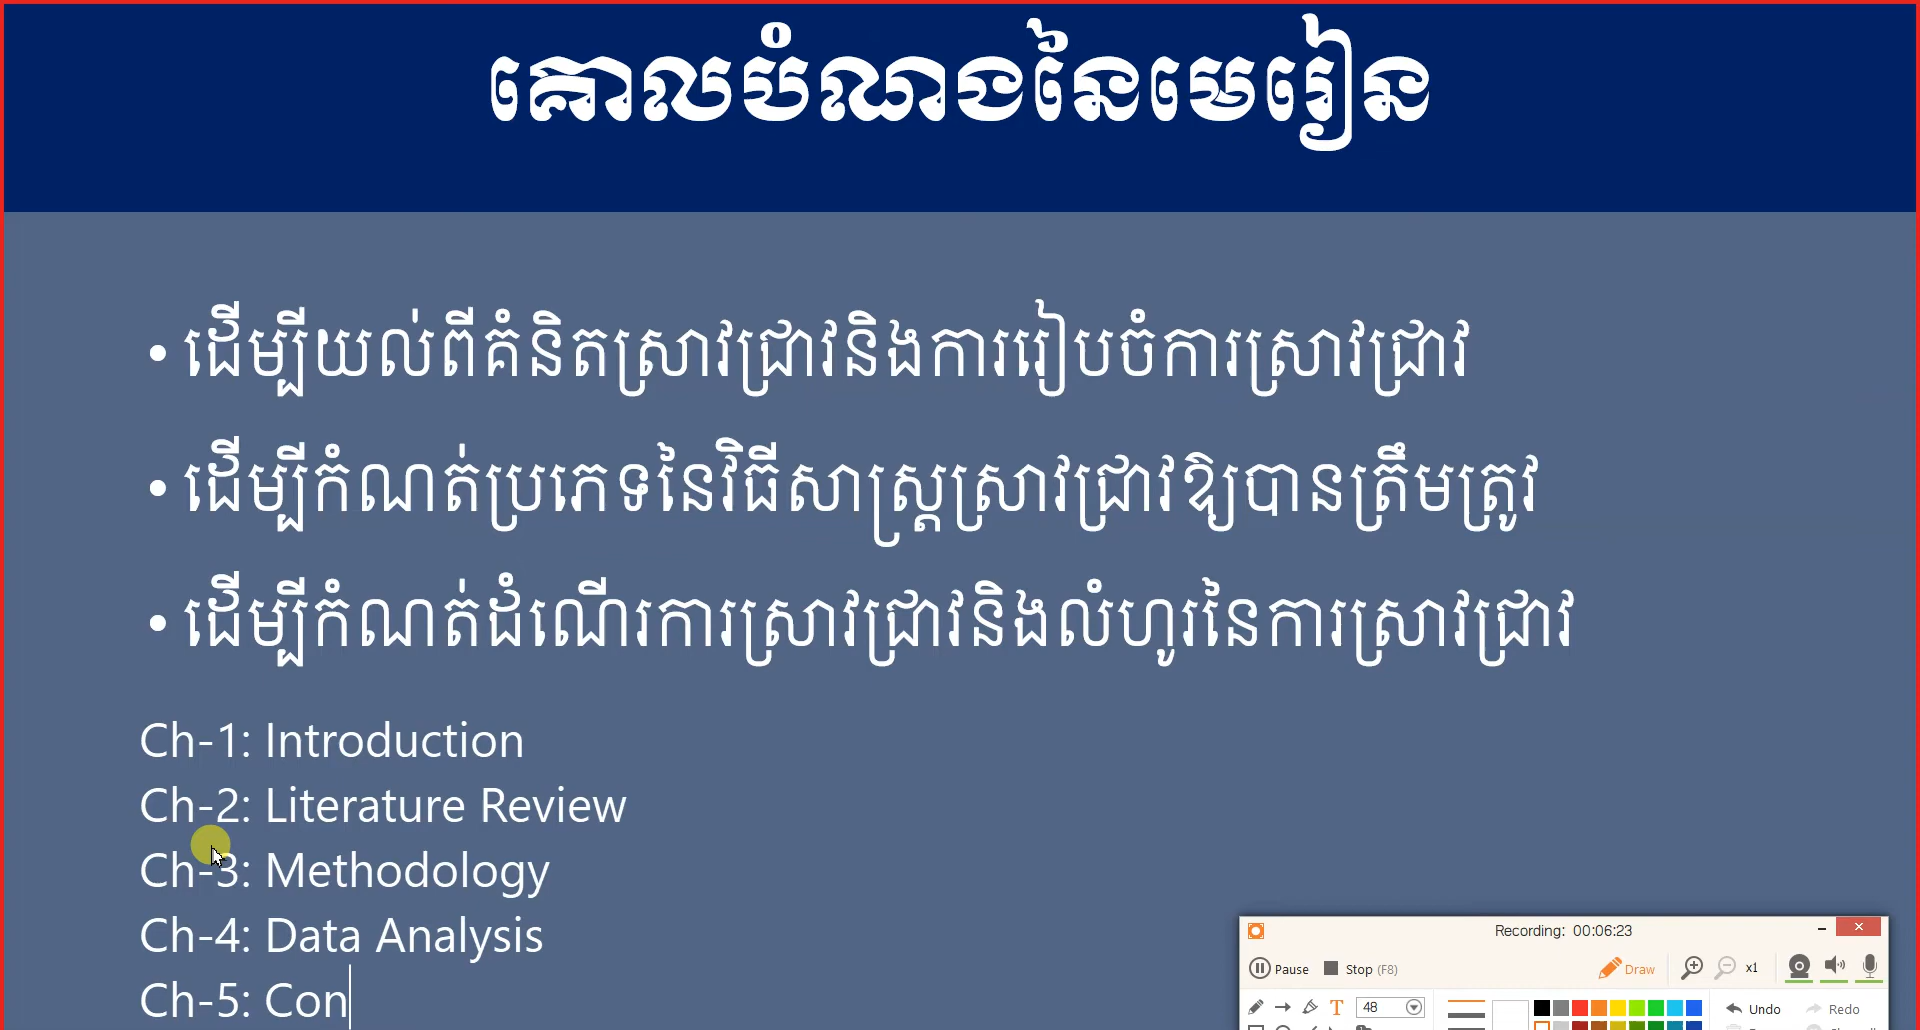 គោលបំណងនៃមេរៀន
• ដើម្បីយល់ពីគំនិតស្រាវជ្រាវនិងការរៀបចំការស្រាវជ្រាវ
• ដើម្បីកំណត់ប្រភេទនៃវិធីសាស្ត្រស្រាវជ្រាវឱ្យបានត្រឹមត្រូវ
• ដើម្បីកំណត់ដំណើរការស្រាវជ្រាវនិងលំហូរនៃការស្រាវជ្រាវ
Ch-1: Introduction
Ch-2: Literature Review
Ch-3: Methodology
Ch-4: Data Analysis
Ch-5: Con
Recording: 00:06:23
Pause Stop (F8) Draw x1
T 48 Undo Redo